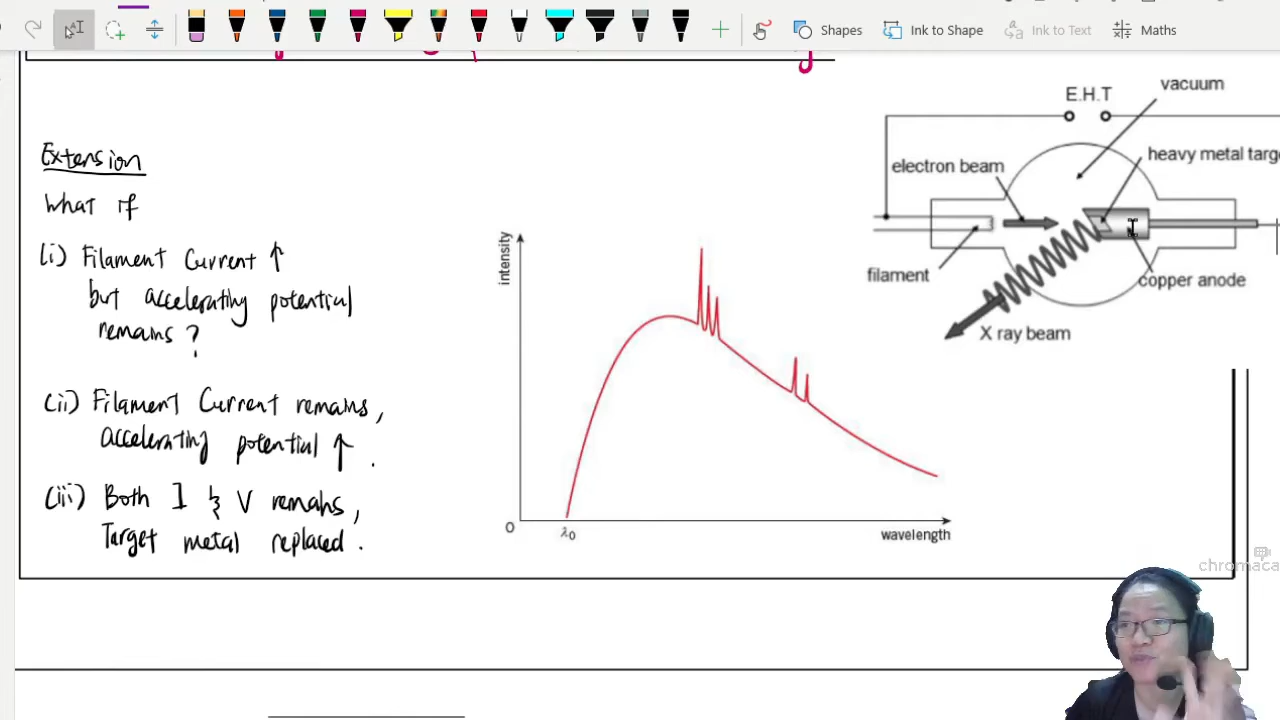 Shapes
Ink to Shape
Ink to Text
Maths
Extension
What if
(i) Filament Current ↑
but accelerating potential
remains ?
(ii) Filament Current remains,
accelerating potential ↑.
(iii) Both I & V remains,
Target metal replaced.
intensity
O
λ0
wavelength
E.H.T
vacuum
electron beam
heavy metal targe
filament
copper anode
X ray beam
chromaca